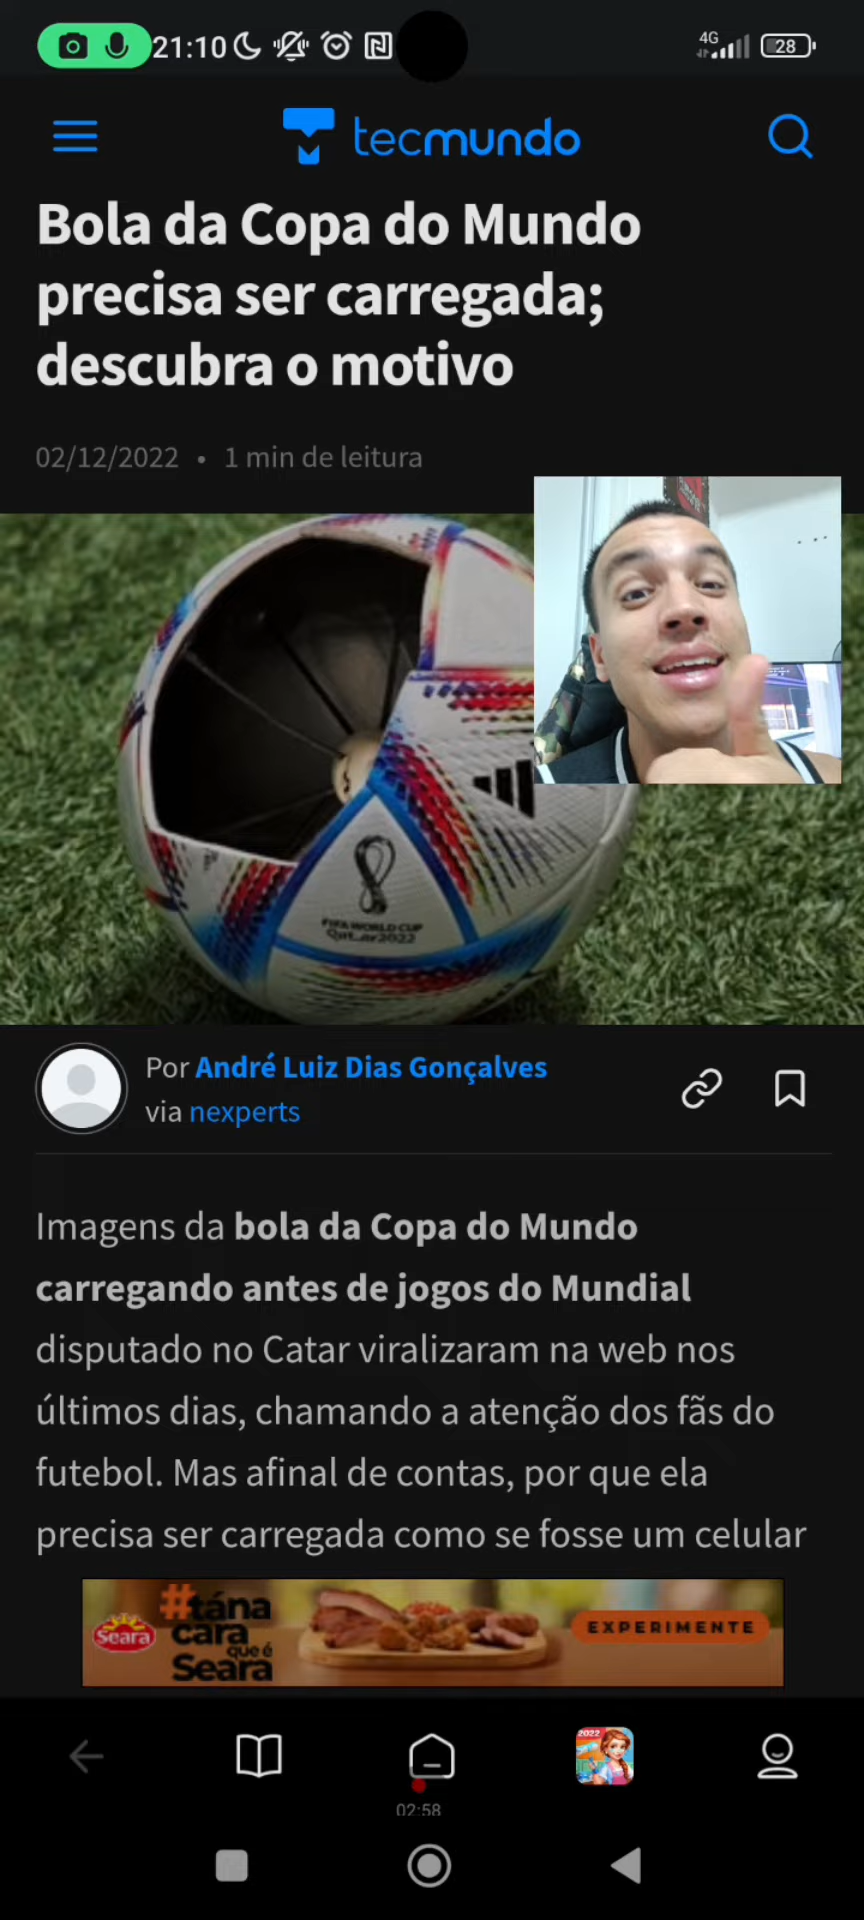 21:10
4G
28
tecmundo
Bola da Copa do Mundo
precisa ser carregada;
descubra o motivo
02/12/2022 • 1 min de leitura
FIFA WORLD CUP
Qatar2022
Por André Luiz Dias Gonçalves
via nexperts
Imagens da bola da Copa do Mundo
carregando antes de jogos do Mundial
disputado no Catar viralizaram na web nos
últimos dias, chamando a atenção dos fãs do
futebol. Mas afinal de contas, por que ela
precisa ser carregada como se fosse um celular
Seara
#tána
cara
que é
Seara
EXPERIMENTE
2022
02:58